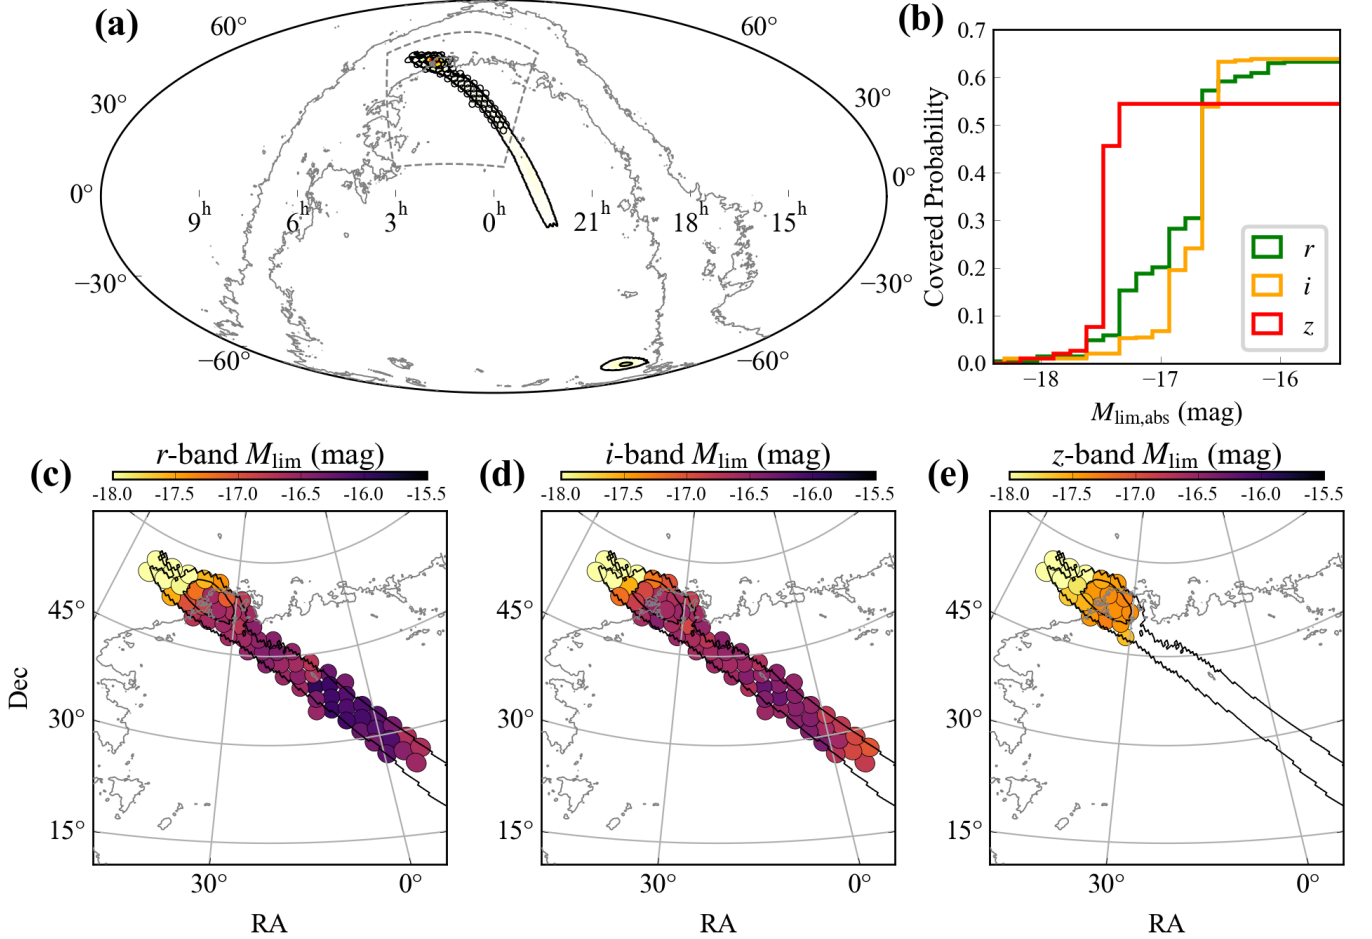 (a)
60°
60°
30°
30°
0°
0°
9h
6h
3h
0h
21h
18h
15h
−30°
−30°
−60°
−60°
(b)
0.7
0.6
0.5
0.4
0.3
0.2
0.1
0.0
Covered Probability
r
i
z
−18
−17
−16
Mlim,abs (mag)
(c)
r-band Mlim (mag)
-18.0 -17.5 -17.0 -16.5 -16.0 -15.5
45°
30°
15°
Dec
30°
0°
RA
(d)
i-band Mlim (mag)
-18.0 -17.5 -17.0 -16.5 -16.0 -15.5
45°
30°
15°
30°
0°
RA
(e)
z-band Mlim (mag)
-18.0 -17.5 -17.0 -16.5 -16.0 -15.5
45°
30°
15°
30°
0°
RA